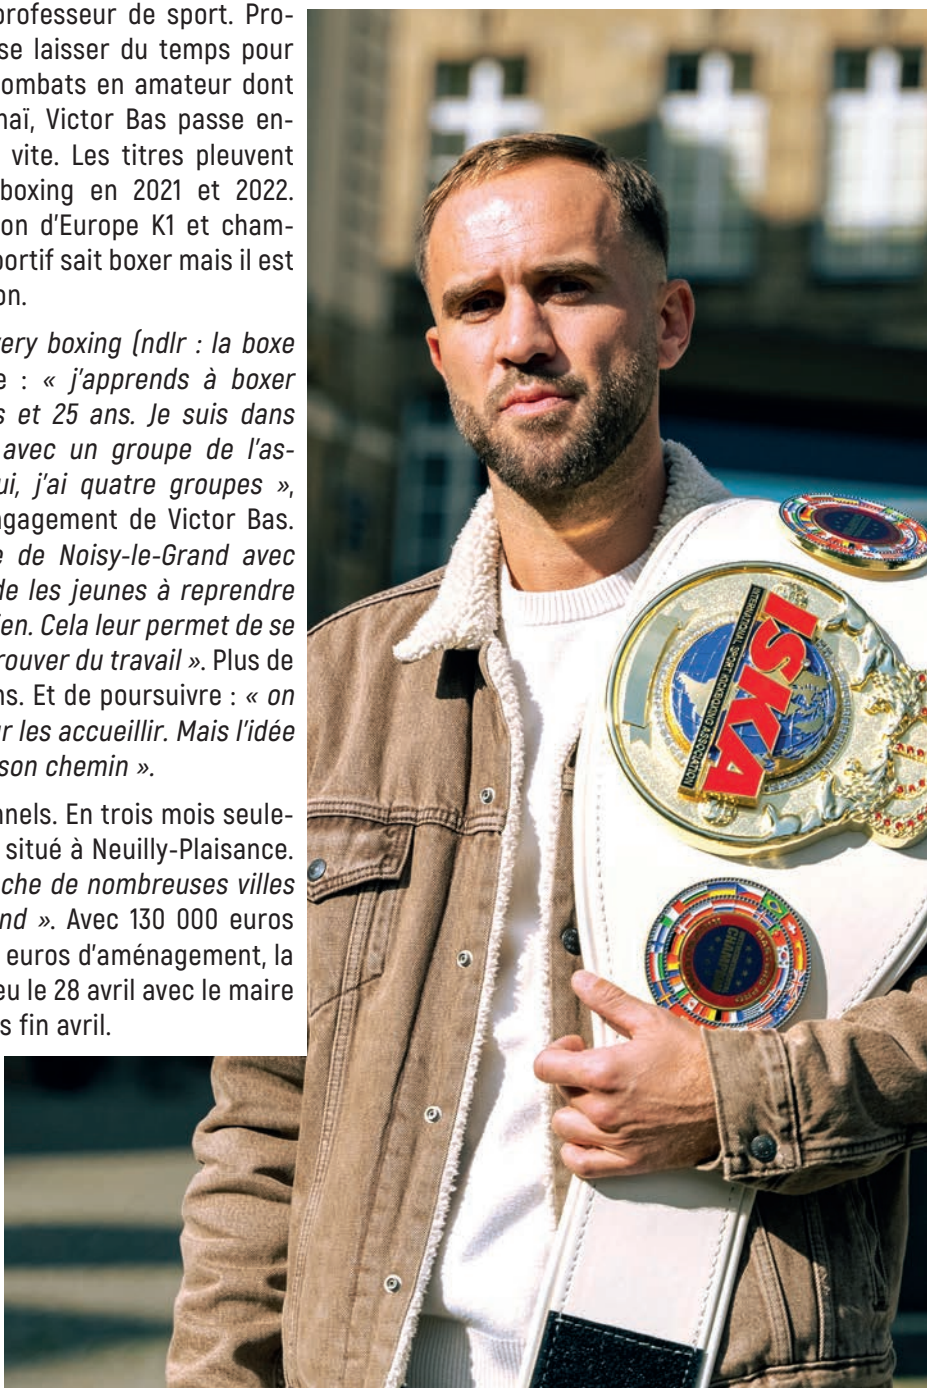 professeur de sport. Pro-
se laisser du temps pour
ombats en amateur dont
naï, Victor Bas passe en-
vite. Les titres pleuvent
boxing en 2021 et 2022.
on d'Europe K1 et cham-
portif sait boxer mais il est
on.
very boxing (ndlr : la boxe
e : « j'apprends à boxer
s et 25 ans. Je suis dans
avec un groupe de l'as-
ui, j'ai quatre groupes »,
ngagement de Victor Bas.
e de Noisy-le-Grand avec
de les jeunes à reprendre
ien. Cela leur permet de se
rouver du travail ». Plus de
ns. Et de poursuivre : « on
ur les accueillir. Mais l'idée
son chemin ».
nnels. En trois mois seule-
situé à Neuilly-Plaisance.
che de nombreuses villes
nd ». Avec 130 000 euros
euros d'aménagement, la
eu le 28 avril avec le maire
s fin avril.
ISKA
INTERNATIONAL SPORT KICKBOXING ASSOCIATION
CHAMPION